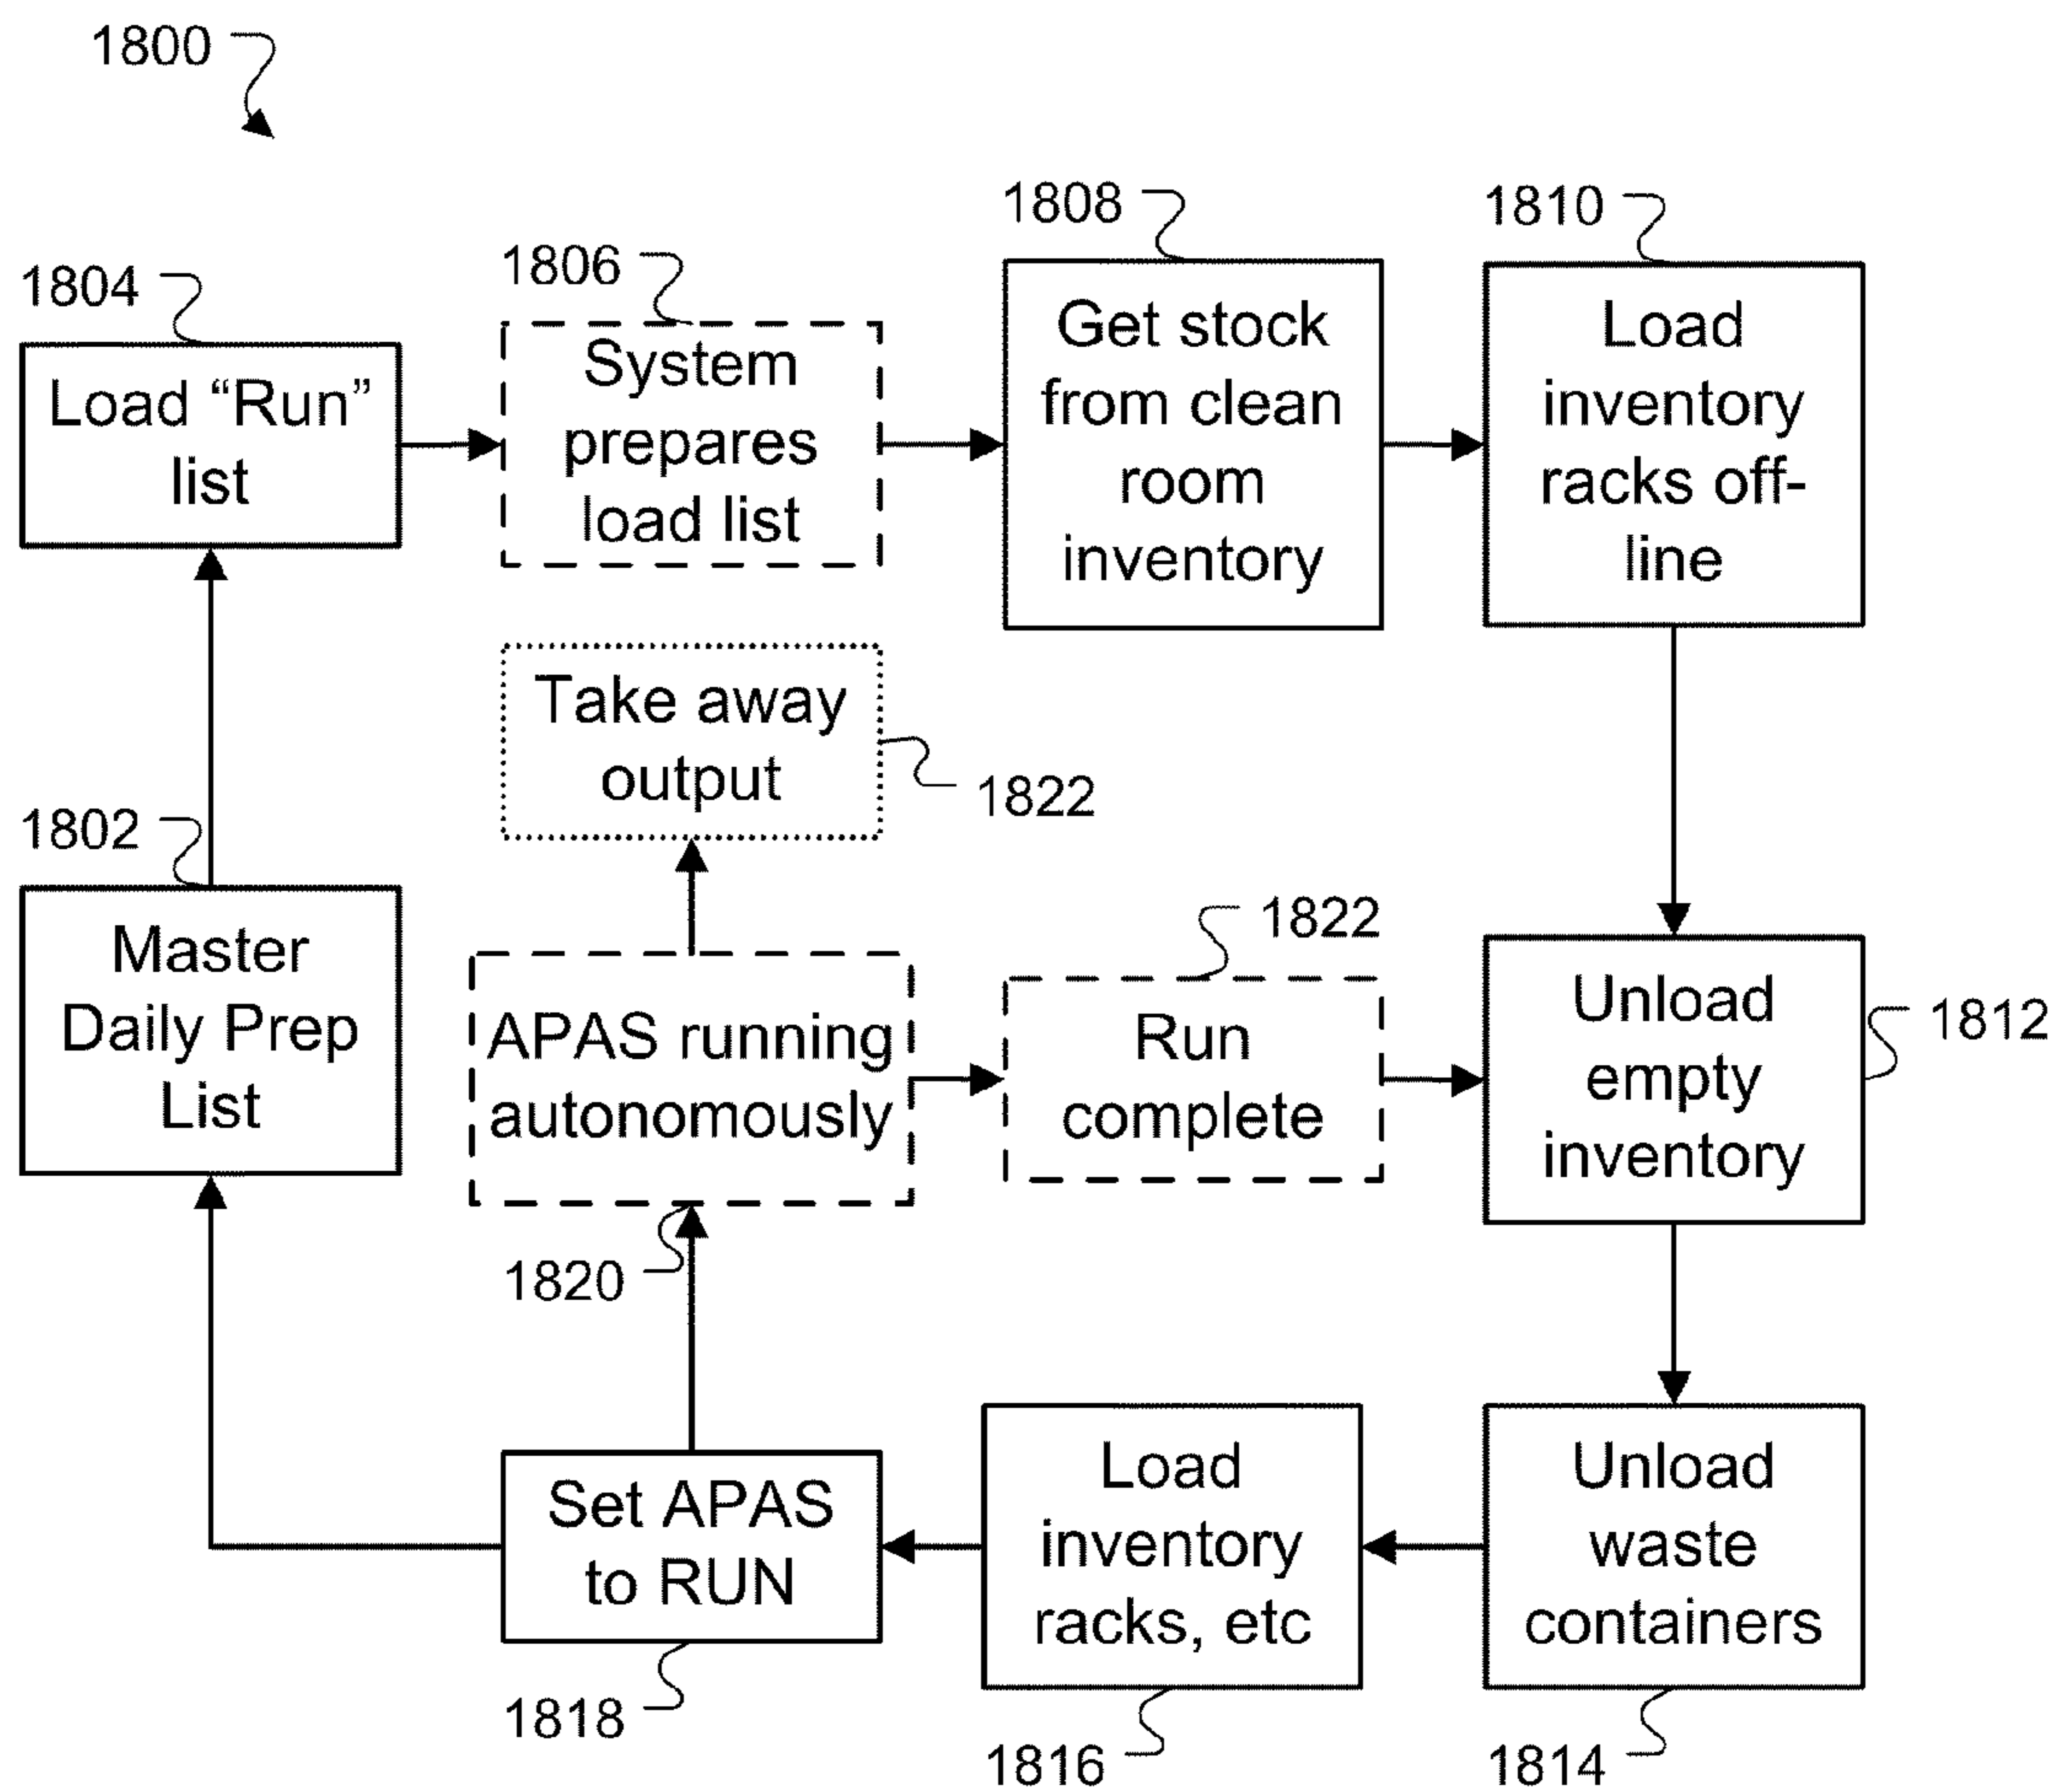 1800
1804
Load “Run”
list
1806
System
prepares
load list
1808
Get stock
from clean
room
inventory
1810
Load
inventory
racks off-
line
Take away
output
1822
1802
Master
Daily Prep
List
APAS running
autonomously
1820
1822
Run
complete
Unload
empty
inventory
1812
Set APAS
to RUN
1818
Load
inventory
racks, etc
1816
Unload
waste
containers
1814